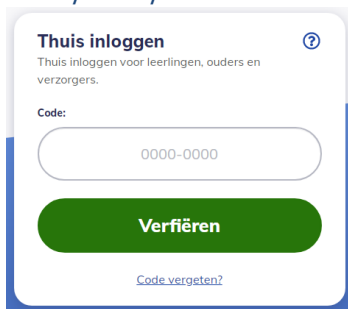 Thuis inloggen
?
Thuis inloggen voor leerlingen, ouders en
verzorgers.
Code:
0000-0000
Verfiëren
Code vergeten?